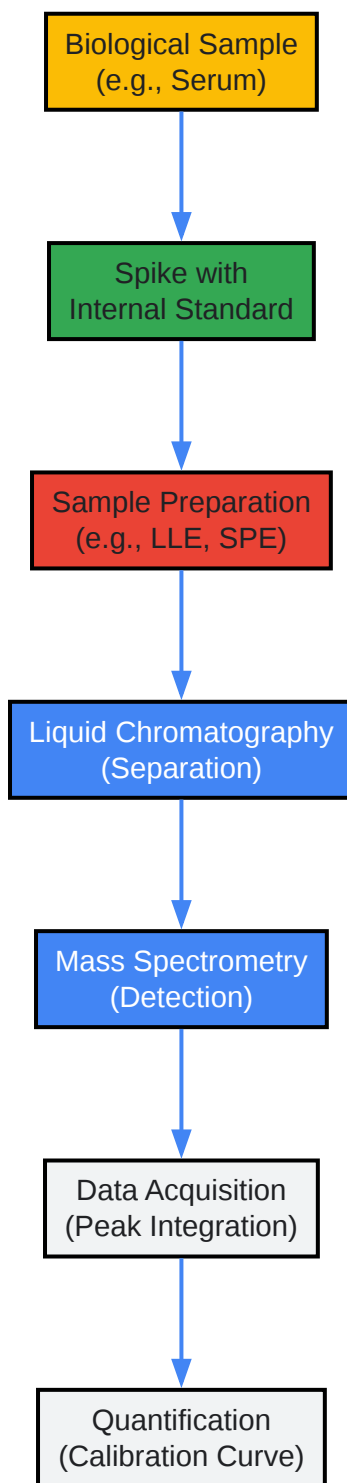 Biological Sample
(e.g., Serum)
Spike with
Internal Standard
Sample Preparation
(e.g., LLE, SPE)
Liquid Chromatography
(Separation)
Mass Spectrometry
(Detection)
Data Acquisition
(Peak Integration)
Quantification
(Calibration Curve)